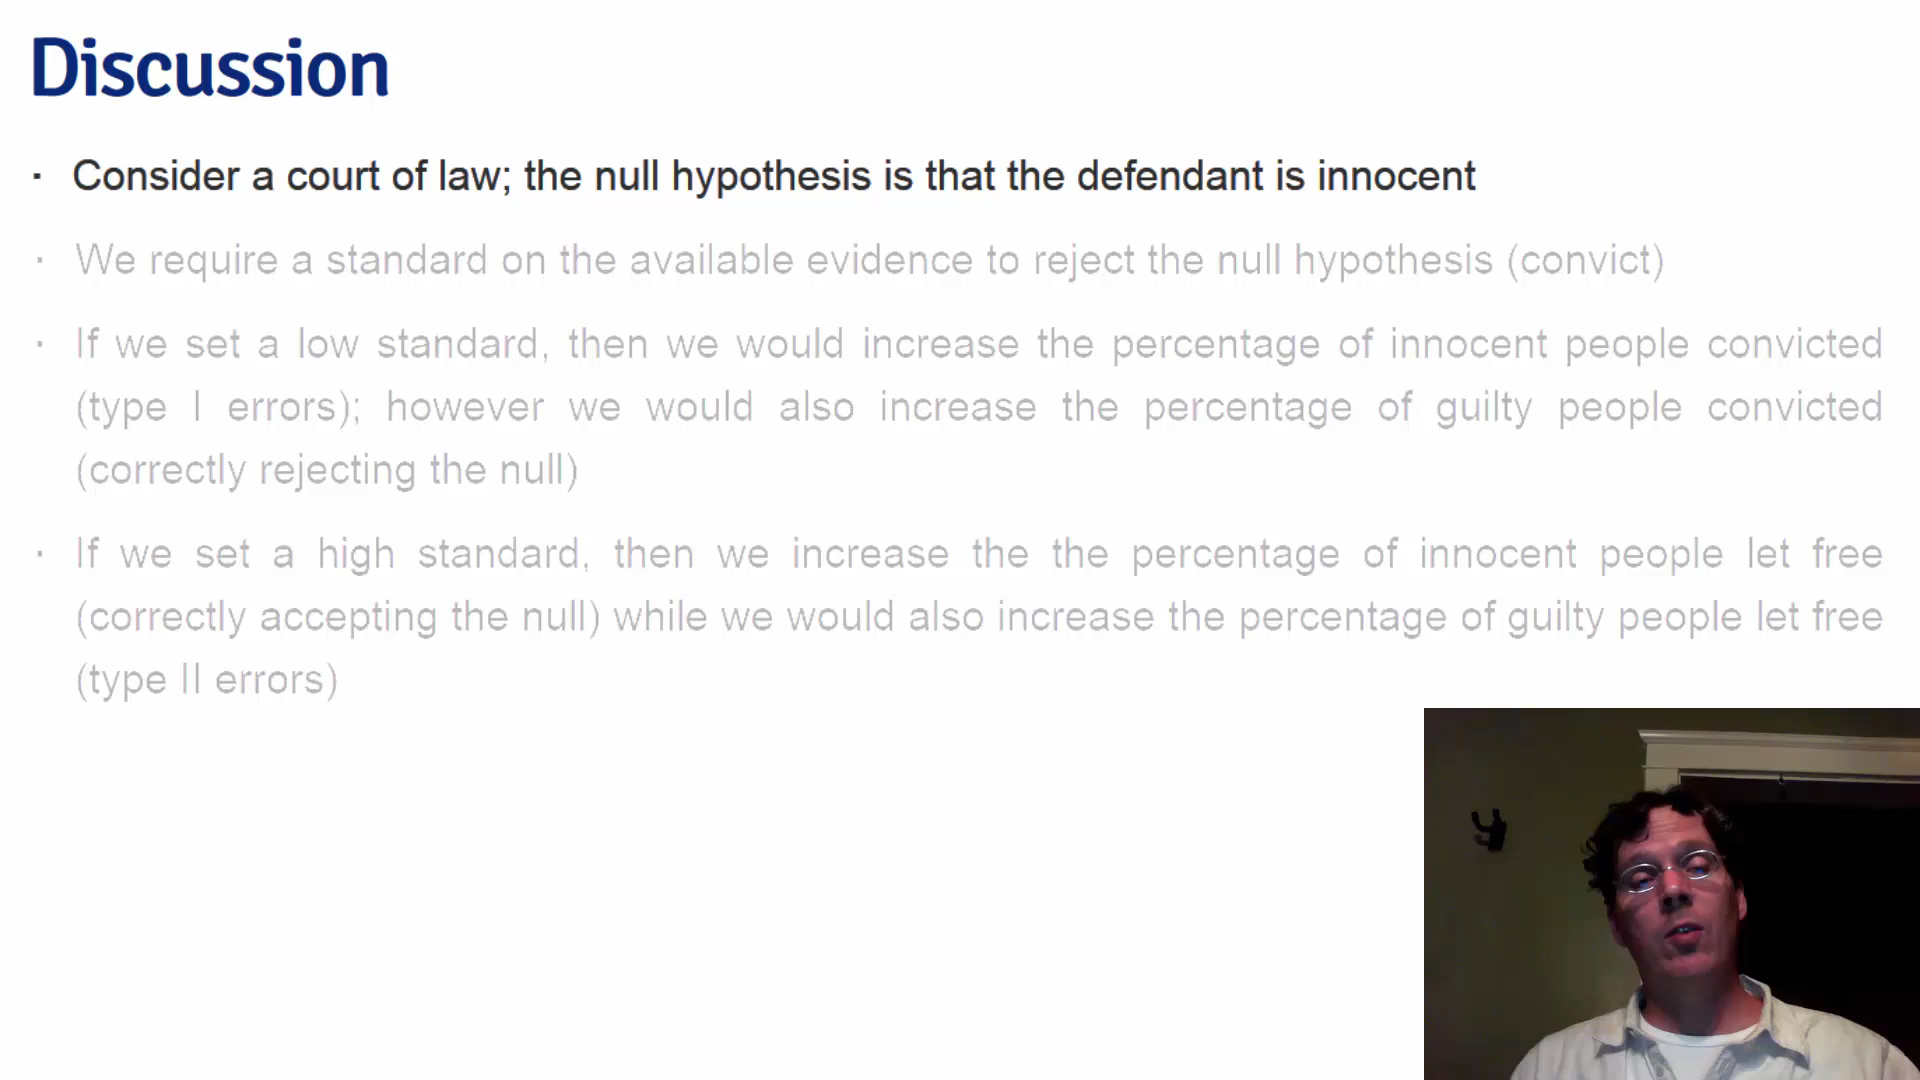 Discussion
· Consider a court of law; the null hypothesis is that the defendant is innocent
· We require a standard on the available evidence to reject the null hypothesis (convict)
· If we set a low standard, then we would increase the percentage of innocent people convicted
(type I errors); however we would also increase the percentage of guilty people convicted
(correctly rejecting the null)
· If we set a high standard, then we increase the the percentage of innocent people let free
(correctly accepting the null) while we would also increase the percentage of guilty people let free
(type II errors)